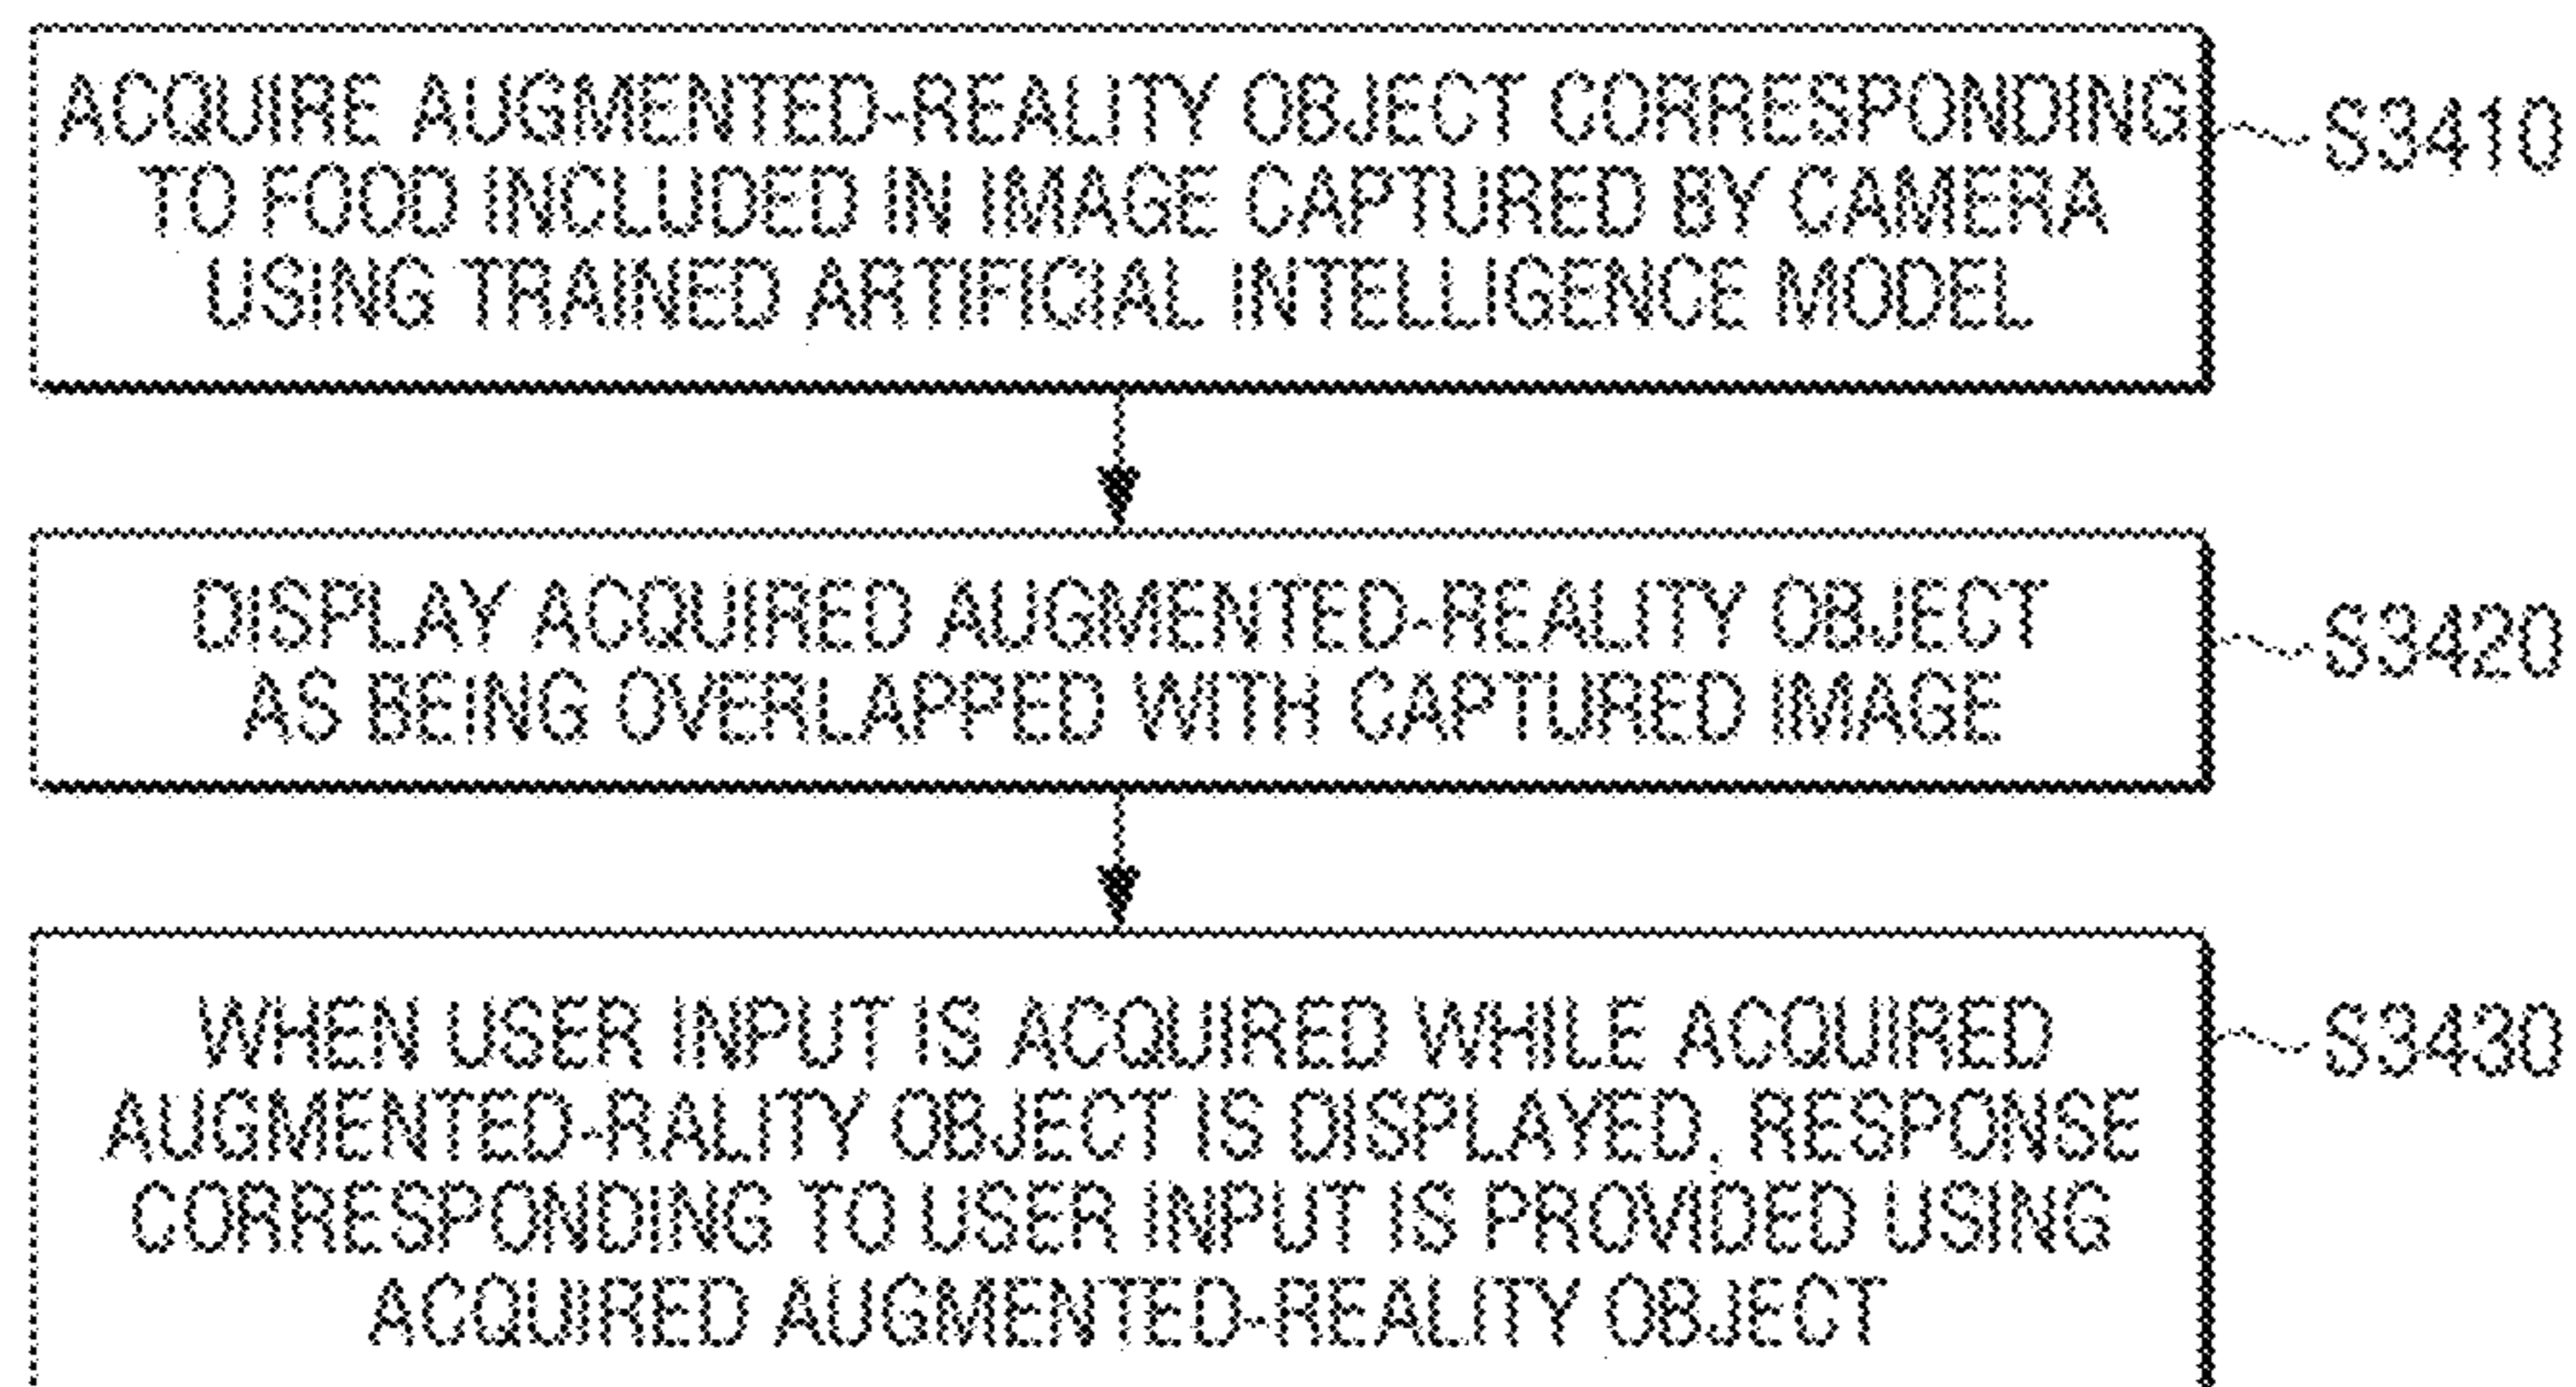 ACQUIRE AUGMENTED-REALITY OBJECT CORRESPONDING
TO FOOD INCLUDED IN IMAGE CAPTURED BY CAMERA
USING TRAINED ARTIFICIAL INTELLIGENCE MODEL
S3410
DISPLAY ACQUIRED AUGMENTED-REALITY OBJECT
AS BEING OVERLAPPED WITH CAPTURED IMAGE
S3420
WHEN USER INPUT IS ACQUIRED WHILE ACQUIRED
AUGMENTED-RALITY OBJECT IS DISPLAYED, RESPONSE
CORRESPONDING TO USER INPUT IS PROVIDED USING
ACQUIRED AUGMENTED-REALITY OBJECT
S3430